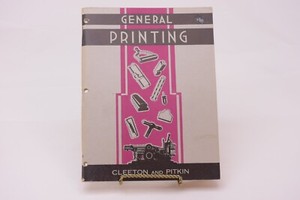 GENERAL
PRINTING
CLEETON AND PITKIN